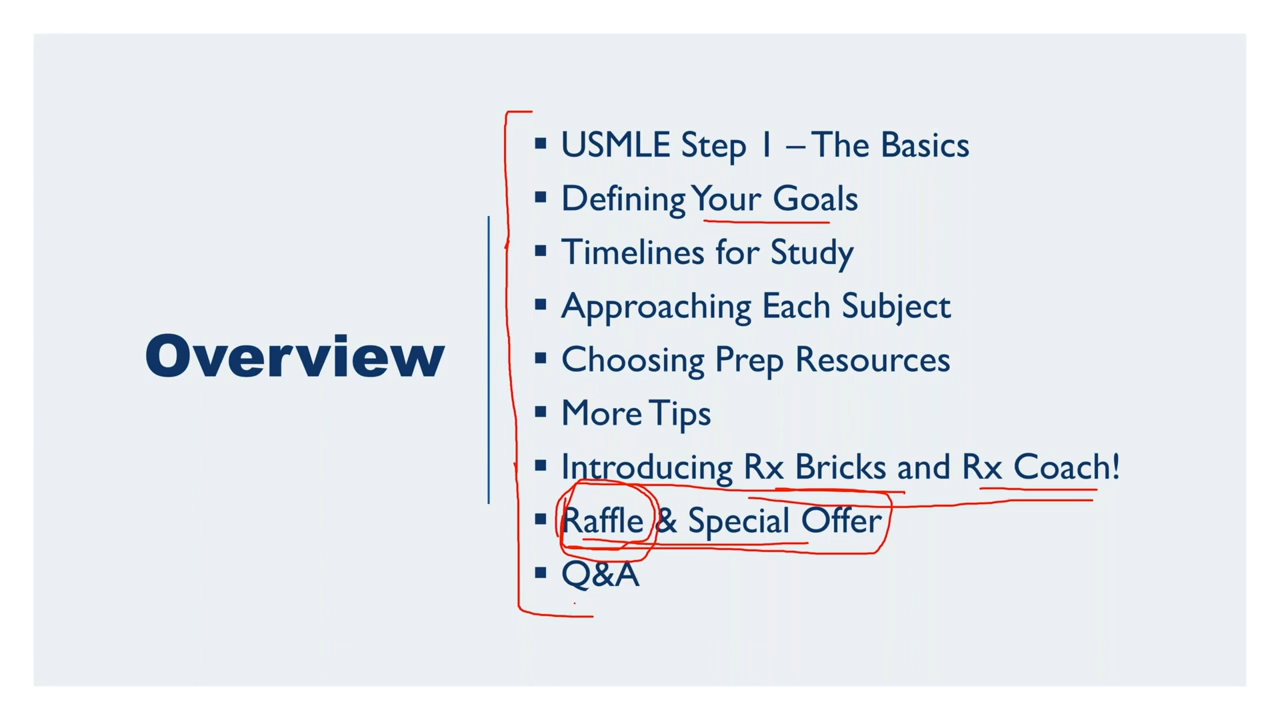 Overview
▪ USMLE Step 1 – The Basics
▪ Defining Your Goals
▪ Timelines for Study
▪ Approaching Each Subject
▪ Choosing Prep Resources
▪ More Tips
▪ Introducing Rx Bricks and Rx Coach!
▪ Raffle & Special Offer
▪ Q&A